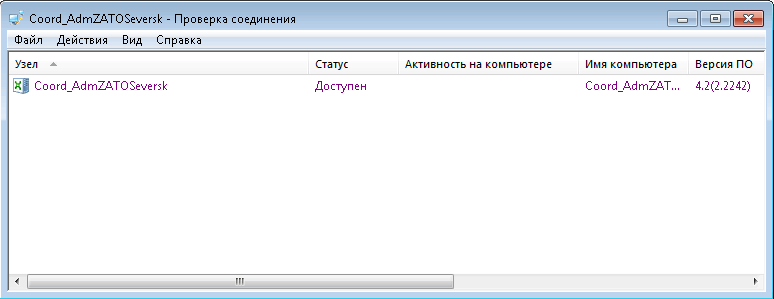 Coord_AdmZATOSeversk - Проверка соединения
Файл Действия Вид Справка
Узел Статус Активность на компьютере Имя компьютера Версия ПО
Coord_AdmZATOSeversk Доступен Coord_AdmZAT... 4.2(2.2242)